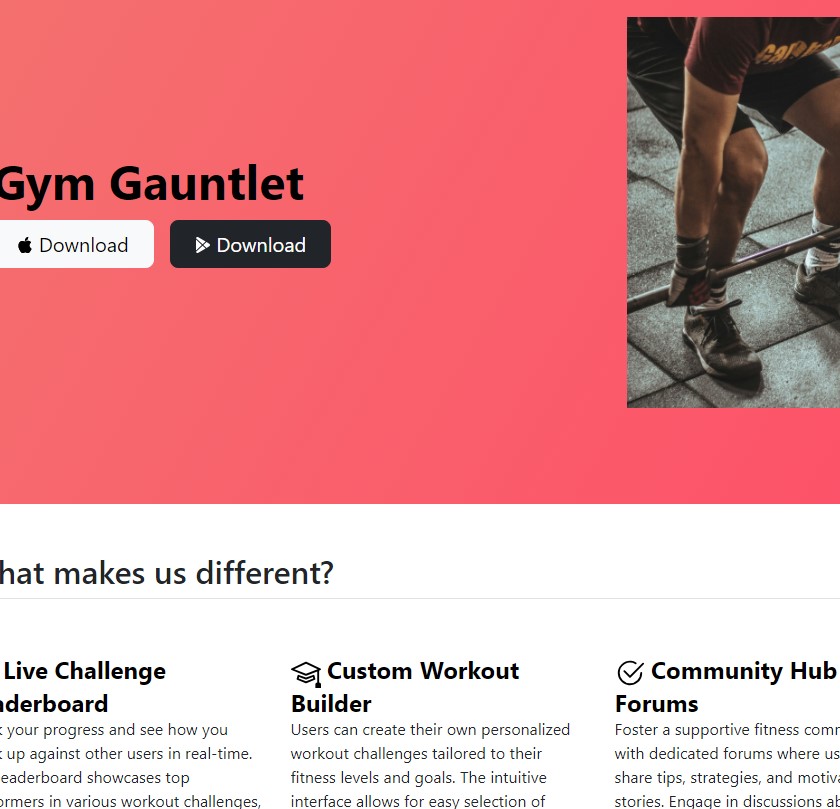 Gym Gauntlet
Download
Download
hat makes us different?
Live Challenge
derboard
Custom Workout
Builder
Community Hub
Forums
your progress and see how you
up against other users in real-time.
eaderboard showcases top
ormers in various workout challenges,
Users can create their own personalized
workout challenges tailored to their
fitness levels and goals. The intuitive
interface allows for easy selection of
Foster a supportive fitness comm
with dedicated forums where us
share tips, strategies, and motiva
stories. Engage in discussions ab